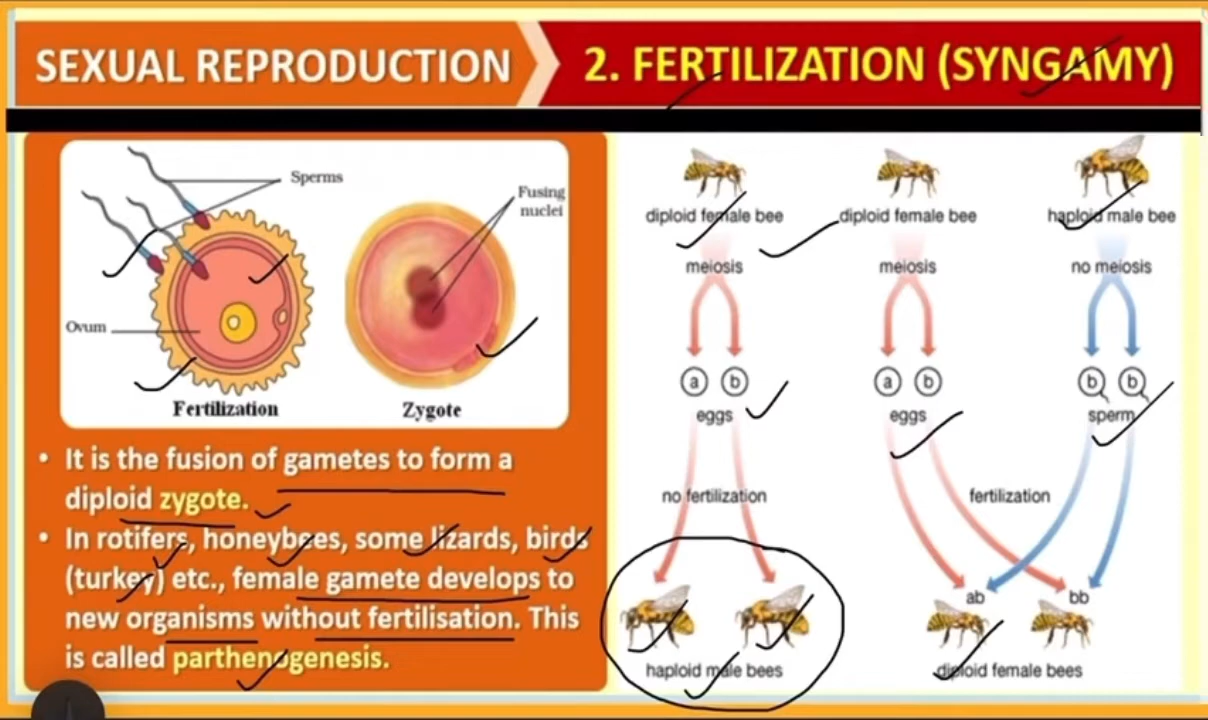 SEXUAL REPRODUCTION
2. FERTILIZATION (SYNGAMY)
Sperms
Fusing
nuclei
Ovum
Fertilization
Zygote
• It is the fusion of gametes to form a
diploid zygote.
• In rotifers, honeybees, some lizards, birds
(turkey) etc., female gamete develops to
new organisms without fertilisation. This
is called parthenogenesis.
diploid female bee
diploid female bee
haploid male bee
meiosis
meiosis
no meiosis
a b
a b
b b
eggs
eggs
sperm
no fertilization
fertilization
ab
bb
haploid male bees
diploid female bees